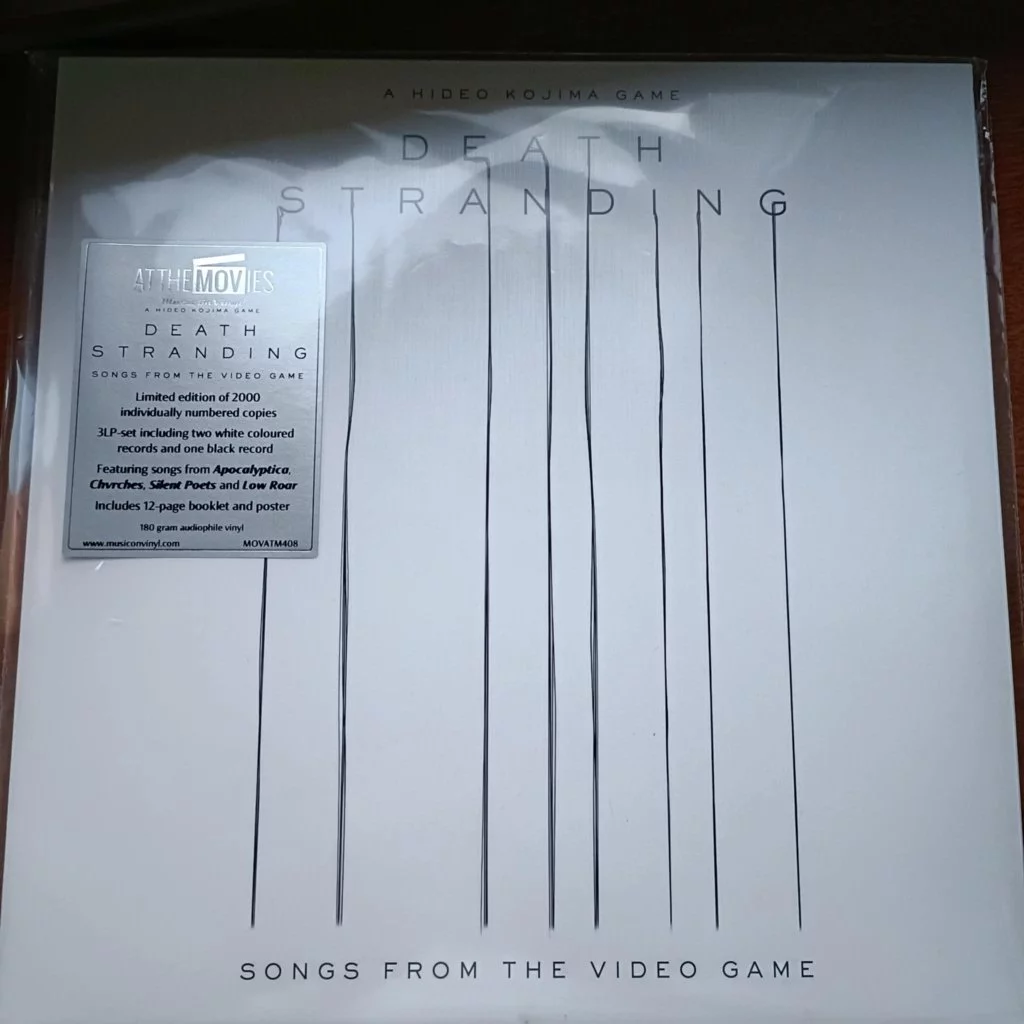 A HIDEO KOJIMA GAME
DEATH
STRANDING
ATTHEMOVIES
A HIDEO KOJIMA GAME
DEATH
STRANDING
SONGS FROM THE VIDEO GAME
Limited edition of 2000
individually numbered copies
3LP-set including two white coloured
records and one black record
Featuring songs from Apocalyptica,
Chvrches, Silent Poets and Low Roar
Includes 12-page booklet and poster
180 gram audiophile vinyl
www.musiconvinyl.com MOVATM408
SONGS FROM THE VIDEO GAME